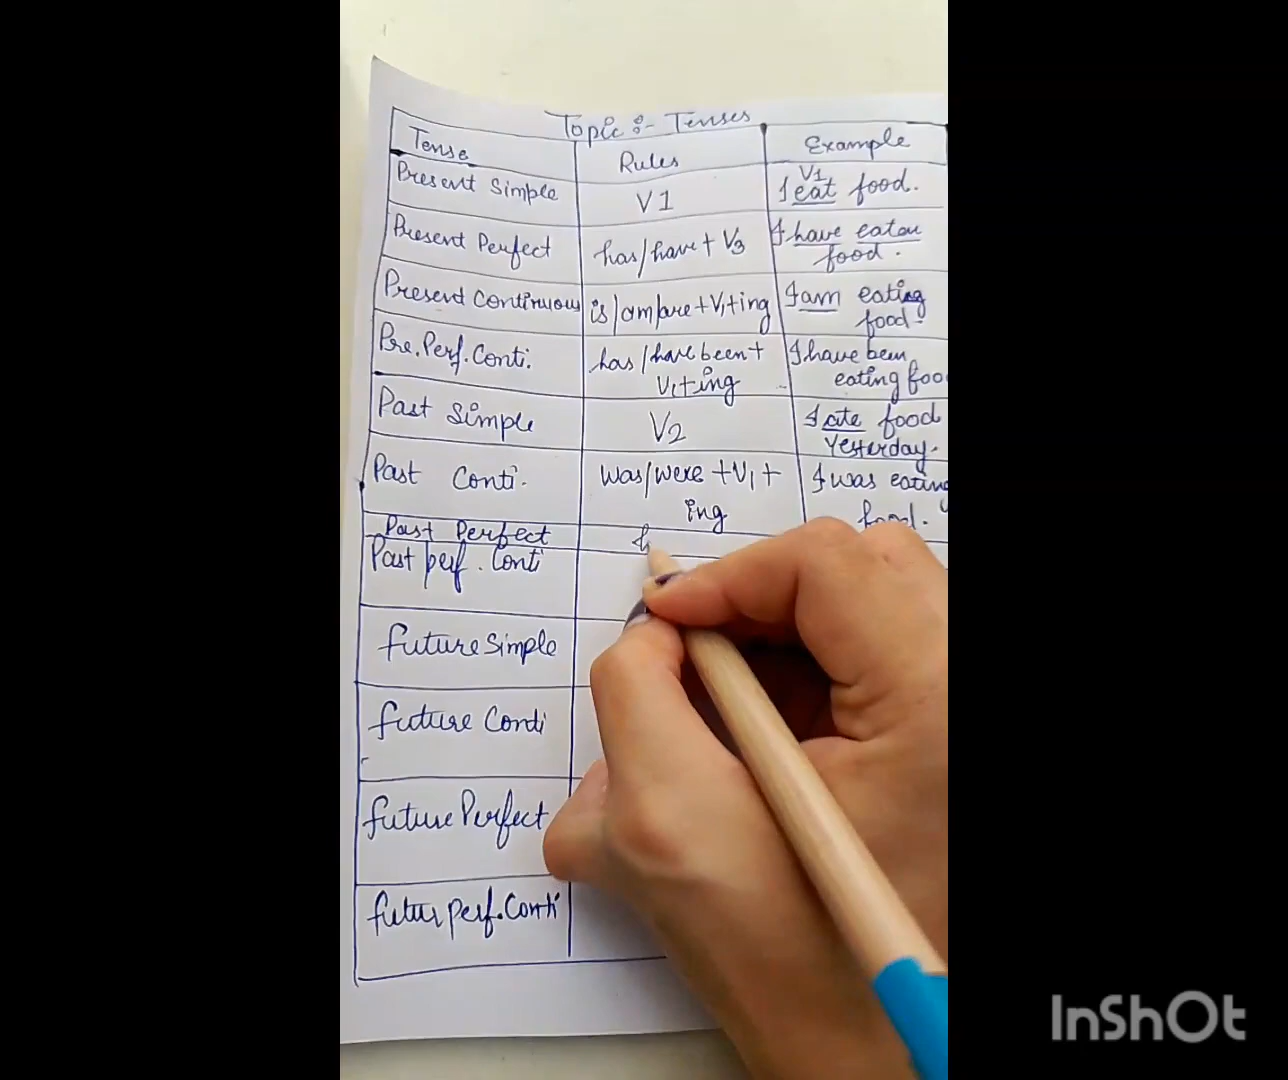 Topic :- Tenses
Tense Rules Example
Present Simple V1 V1
I eat food.
Present Perfect has/have + V3 I have eaten
food.
Present Continuous is/am/are + V1 + ing I am eating
food.
Pre. Perf. Conti. has/have been + I have been
V1 + ing eating foo
Past Simple V2 I ate food
Yesterday.
Past Conti. was/were + V1 + I was eating
ing food.
Past Perfect h
Past perf. Conti
future Simple
future Conti
future Perfect
futur perf. Conti
InShOt